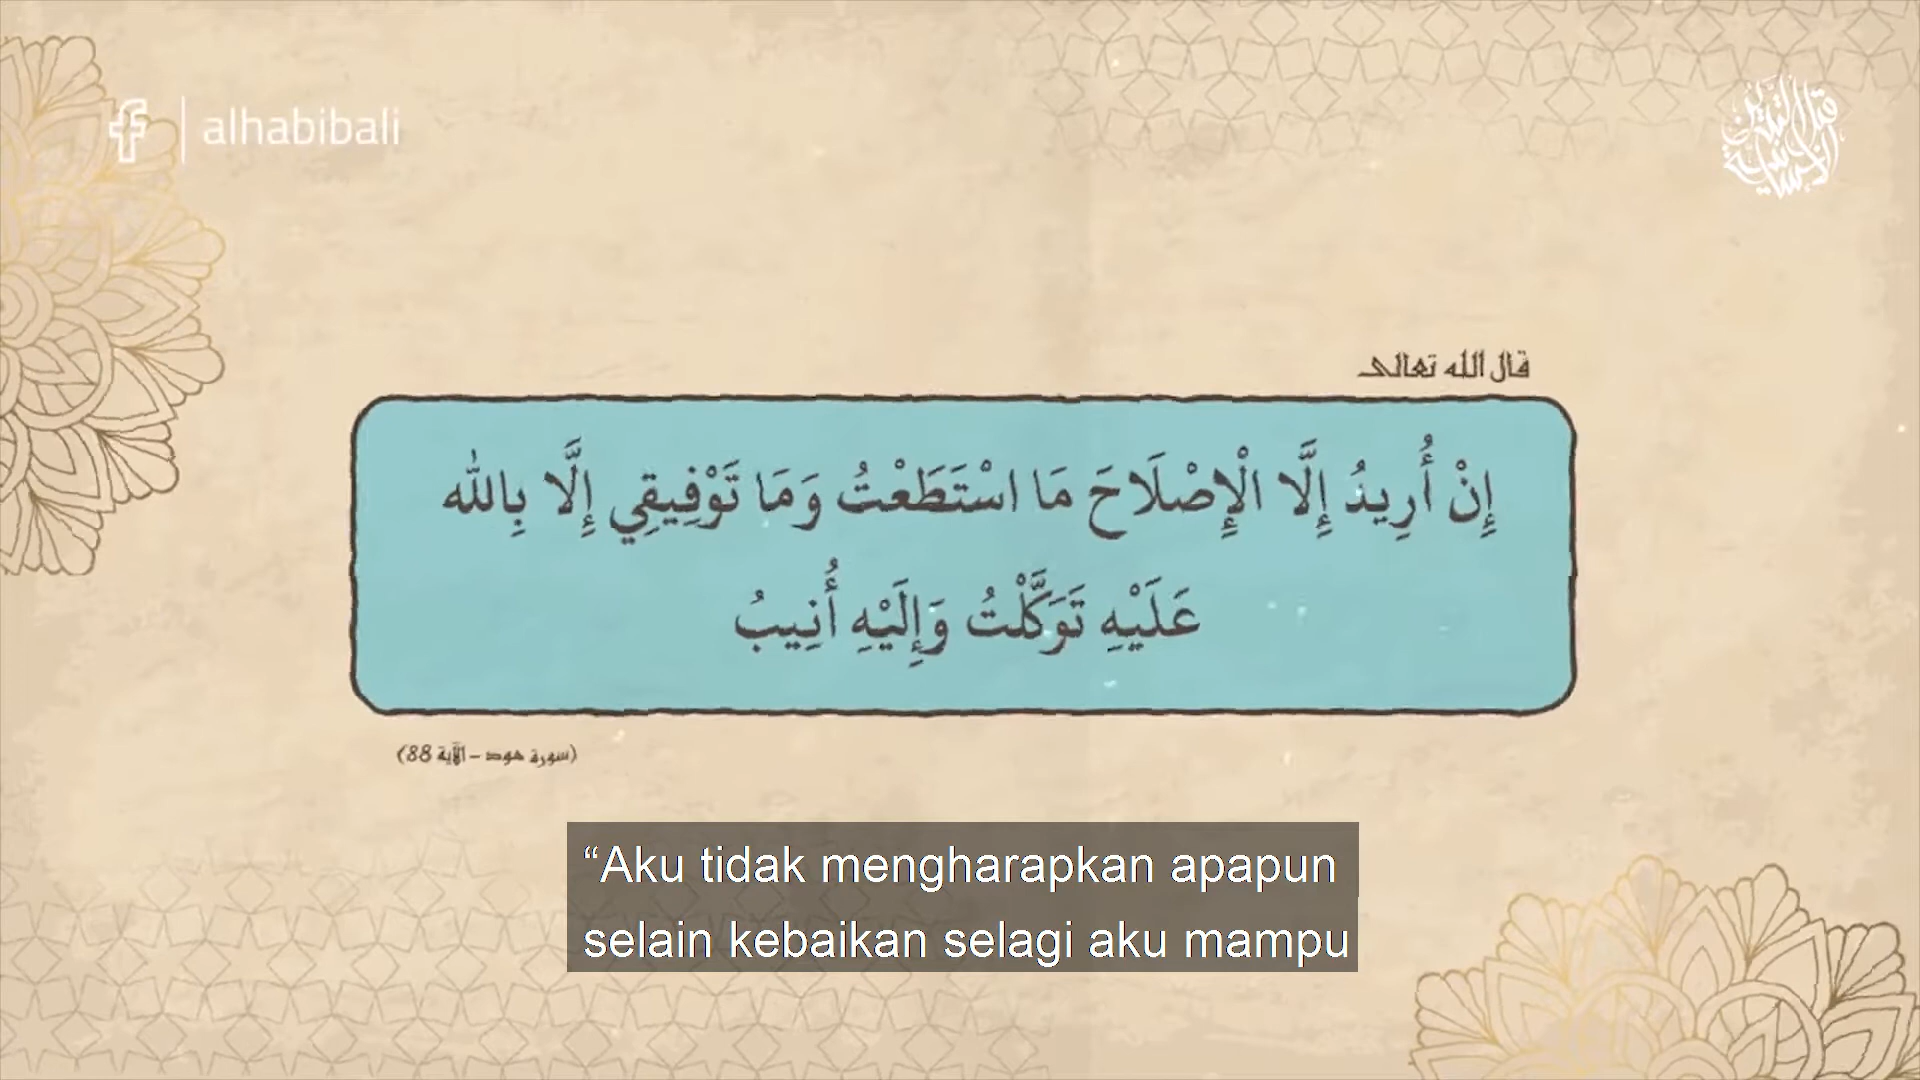 alhabibali
قال الله تعالى
إِنْ أُرِيدُ إِلَّا الْإِصْلَاحَ مَا اسْتَطَعْتُ وَمَا تَوْفِيقِي إِلَّا بِاللّٰه
عَلَيْهِ تَوَكَّلْتُ وَإِلَيْهِ أُنِيبُ
(سورة هود – الآية 88)
“Aku tidak mengharapkan apapun
selain kebaikan selagi aku mampu